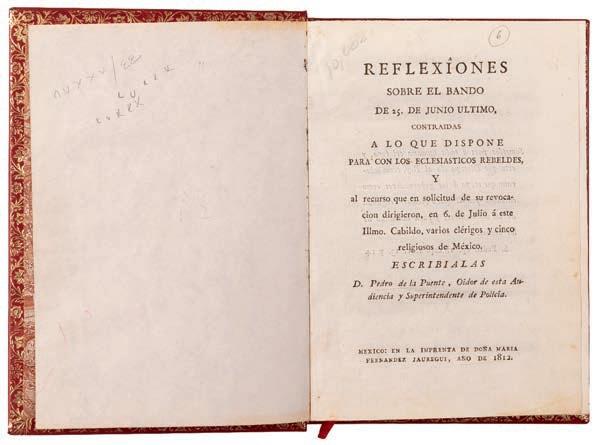 6
10,000
REFLEXÎONES
SOBRE EL BANDO
DE 25. DE JUNIO ULTIMO,
CONTRAIDAS
A LO QUE DISPONE
PARA CON LOS ECLESIASTICOS REBELDES,
Y
al recurso que en solicitud de su revoca-
cion dirigieron, en 6. de Julio á este
Illmo. Cabildo, varios clérigos y cinco
religiosos de México.
ESCRIBIALAS
D. Pedro de la Puente, Oidor de esta Au-
diencia y Superintendente de Policía.
MEXICO: EN LA IMPRENTA DE DOÑA MARIA
FERNANDEZ JAUREGUI, AÑO DE 1812.